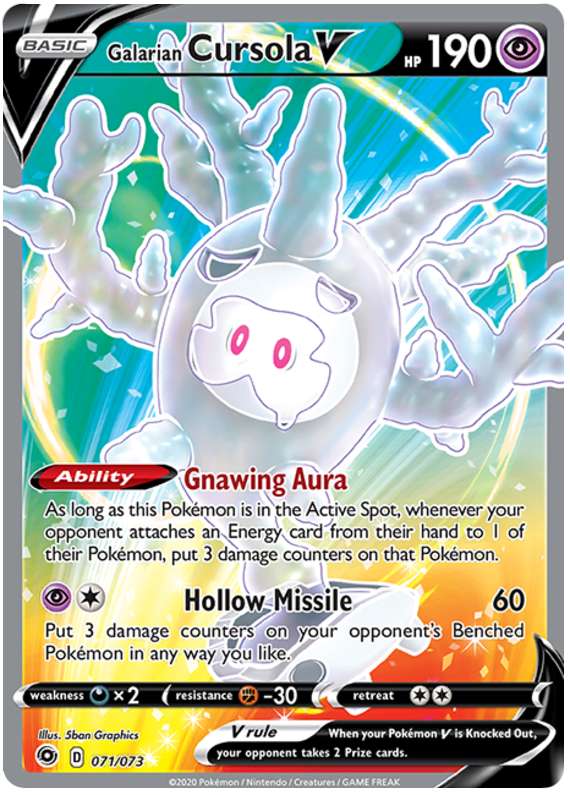 BASIC Galarian Cursola V HP 190
Ability Gnawing Aura
As long as this Pokémon is in the Active Spot, whenever your
opponent attaches an Energy card from their hand to 1 of
their Pokémon, put 3 damage counters on that Pokémon.
Hollow Missile 60
Put 3 damage counters on your opponent's Benched
Pokémon in any way you like.
weakness ×2 resistance -30 retreat
Illus. 5ban Graphics
V rule When your Pokémon V is Knocked Out,
your opponent takes 2 Prize cards.
D 071/073
©2020 Pokémon / Nintendo / Creatures / GAME FREAK